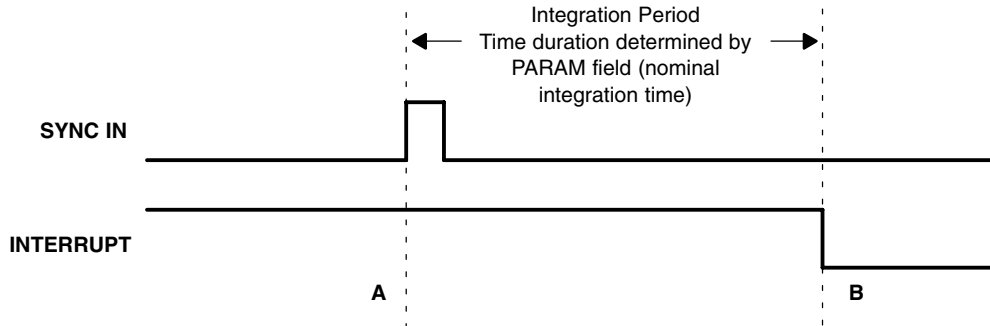 Integration Period
Time duration determined by
PARAM field (nominal
integration time)
SYNC IN
INTERRUPT
A
B